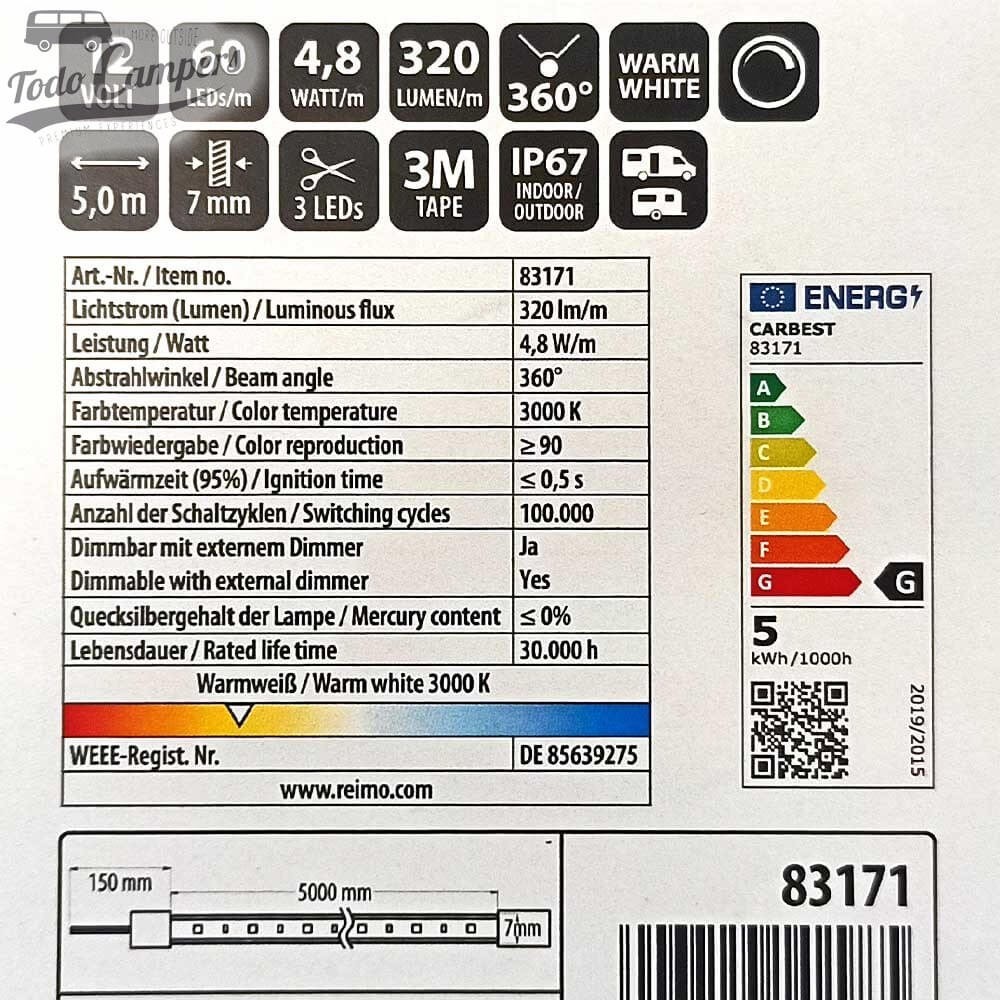 MORE OUTSIDE
Todo Campers
PREMIUM EXPERIENCES
12 VOLT
60 LEDs/m
4,8 WATT/m
320 LUMEN/m
360°
WARM WHITE
5,0 m
7 mm
3 LEDs
3M TAPE
IP67 INDOOR/ OUTDOOR
Art.-Nr. / Item no. 83171
Lichtstrom (Lumen) / Luminous flux 320 lm/m
Leistung / Watt 4,8 W/m
Abstrahlwinkel / Beam angle 360°
Farbtemperatur / Color temperature 3000 K
Farbwiedergabe / Color reproduction ≥ 90
Aufwärmzeit (95%) / Ignition time ≤ 0,5 s
Anzahl der Schaltzyklen / Switching cycles 100.000
Dimmbar mit externem Dimmer Ja
Dimmable with external dimmer Yes
Quecksilbergehalt der Lampe / Mercury content ≤ 0%
Lebensdauer / Rated life time 30.000 h
Warmweiß / Warm white 3000 K
WEEE-Regist. Nr. DE 85639275
www.reimo.com
ENERG
CARBEST
83171
A
B
C
D
E
F
G G
5
kWh/1000h
2019/2015
150 mm
5000 mm
7mm
83171